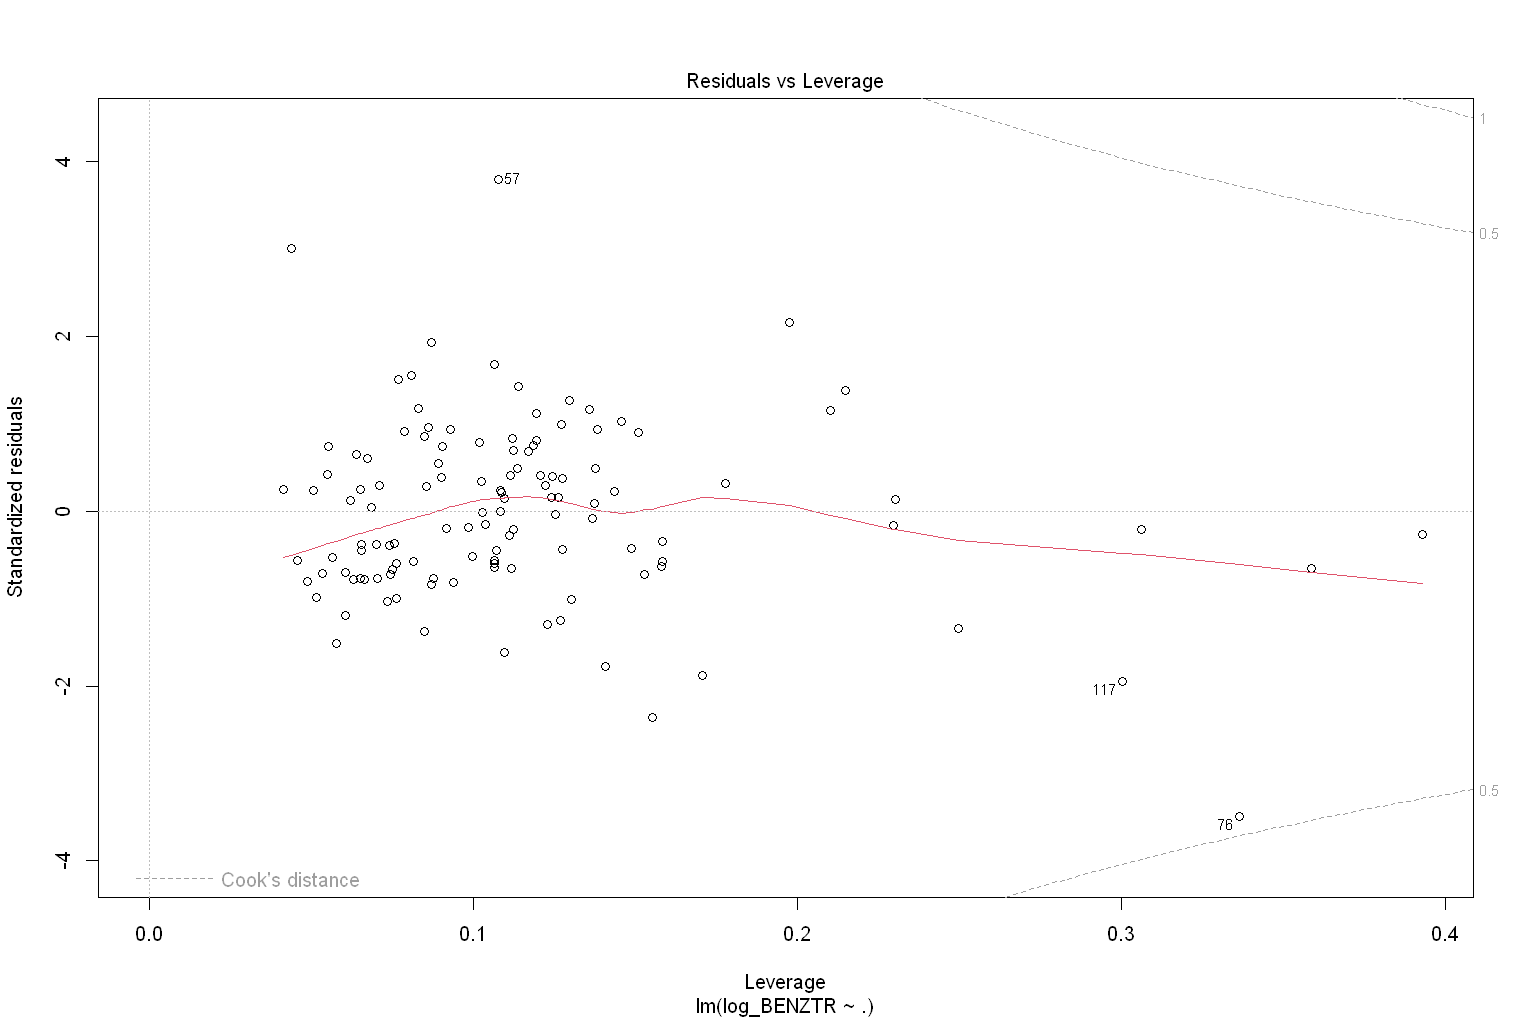 Residuals vs Leverage
Standardized residuals
4
2
0
-2
-4
57
117
76
1
0.5
0.5
Cook's distance
0.0 0.1 0.2 0.3 0.4
Leverage
lm(log_BENZTR ~ .)